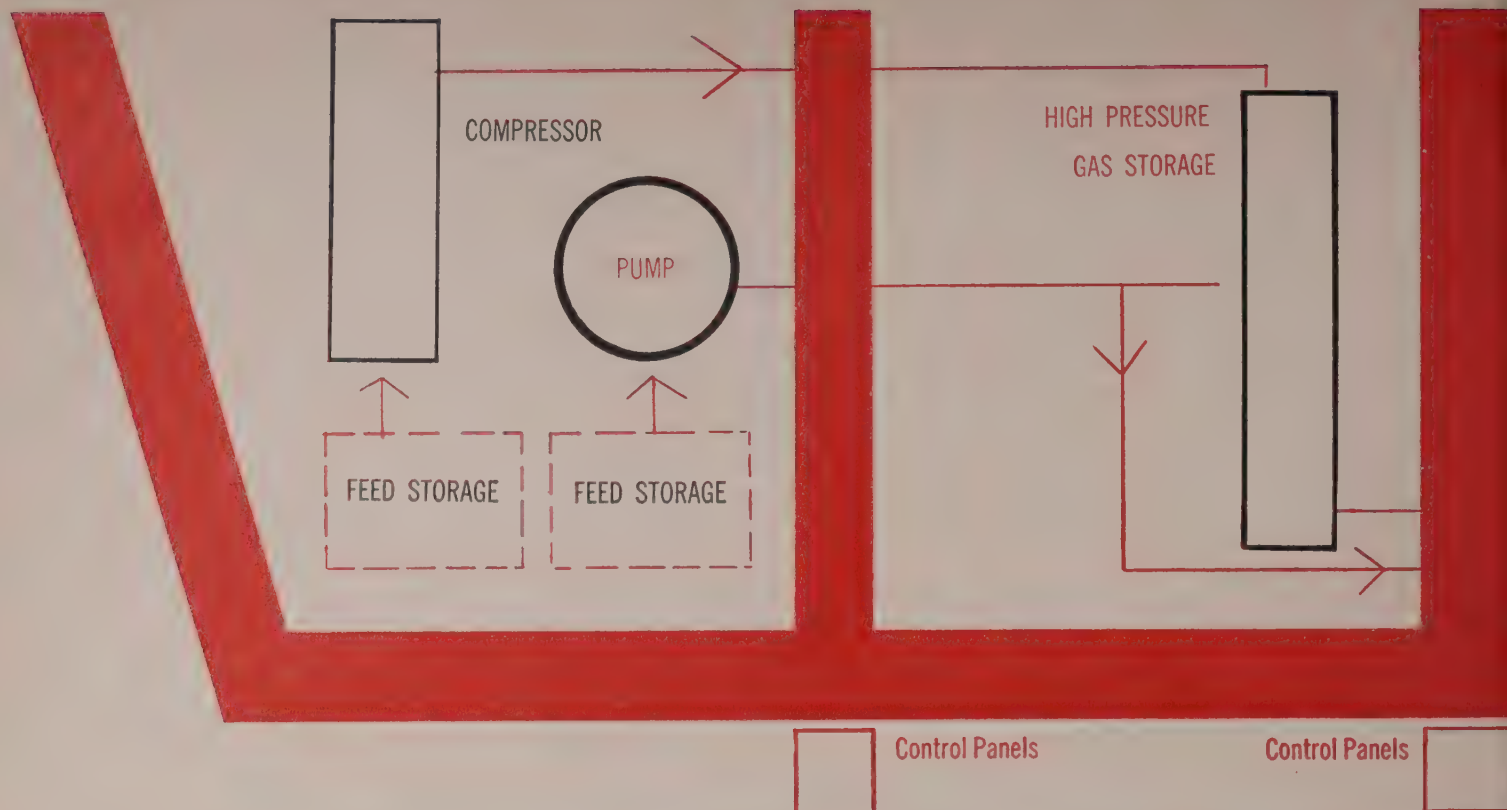 COMPRESSOR
HIGH PRESSURE
GAS STORAGE
PUMP
FEED STORAGE
FEED STORAGE
Control Panels
Control Panels